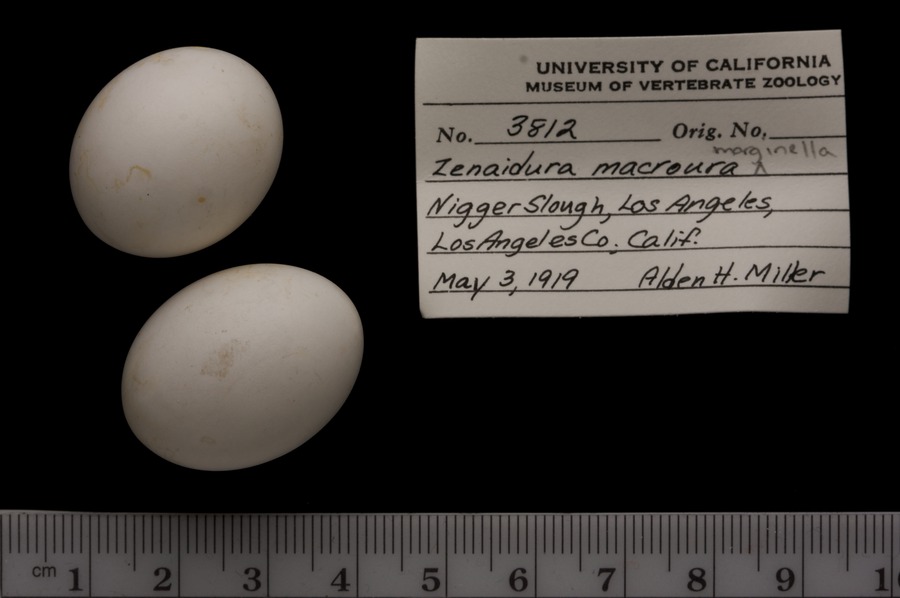 UNIVERSITY OF CALIFORNIA
MUSEUM OF VERTEBRATE ZOOLOGY
No. 3812 Orig. No.
marginella
Zenaidura macroura ^
Nigger Slough, Los Angeles,
Los Angeles Co; Calif.
May 3, 1919 Alden H. Miller
cm 1 2 3 4 5 6 7 8 9 1